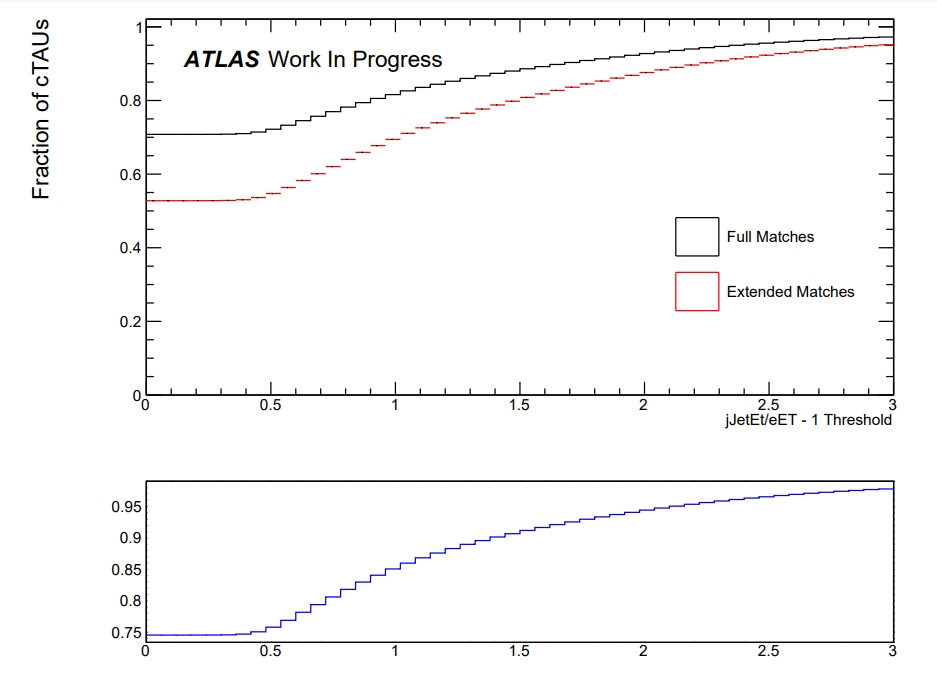 Fraction of cTAUs
ATLAS Work In Progress
1
0.8
0.6
0.4
0.2
0
Full Matches
Extended Matches
0 0.5 1 1.5 2 2.5 3
jJetEt/eET - 1 Threshold
0.95
0.9
0.85
0.8
0.75
0 0.5 1 1.5 2 2.5 3